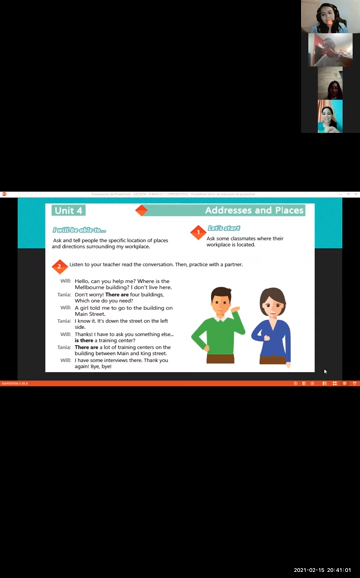 Unit 4
Addresses and Places
I will be able to...
Ask and tell people the specific location of places
and directions surrounding my workplace.
1
Let's start
Ask some classmates where their
workplace is located.
2
Listen to your teacher read the conversation. Then, practice with a partner.
Will: Hello, can you help me? Where is the
Mellbourne building? I don't live here.
Tania: Don't worry! There are four buildings,
Which one do you need?
Will: A girl told me to go to the building on
Main Street.
Tania: I know it. It's down the street on the left
side.
Will: Thanks! I have to ask you something else...
is there a training center?
Tania: There are a lot of training centers on the
building between Main and King street.
Will: I have some interviews there. Thank you
again! Bye, bye!
2021-02-15 20:41:01